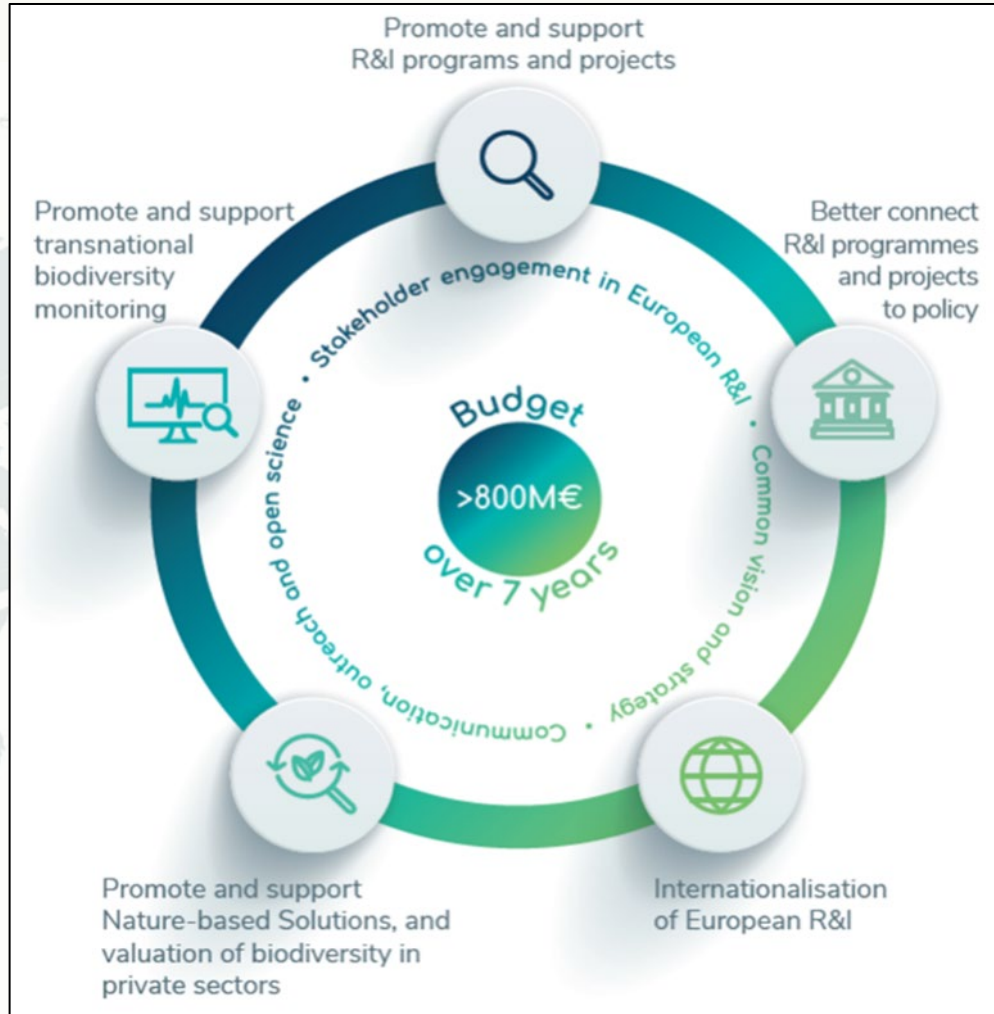 Promote and support
R&I programs and projects
Promote and support
transnational
biodiversity
monitoring
Better connect
R&I programmes
and projects
to policy
• Stakeholder engagement in European R&I • Common vision and strategy • Communication, outreach and open science
Budget
>800M€
over 7 years
Promote and support
Nature-based Solutions, and
valuation of biodiversity in
private sectors
Internationalisation
of European R&I